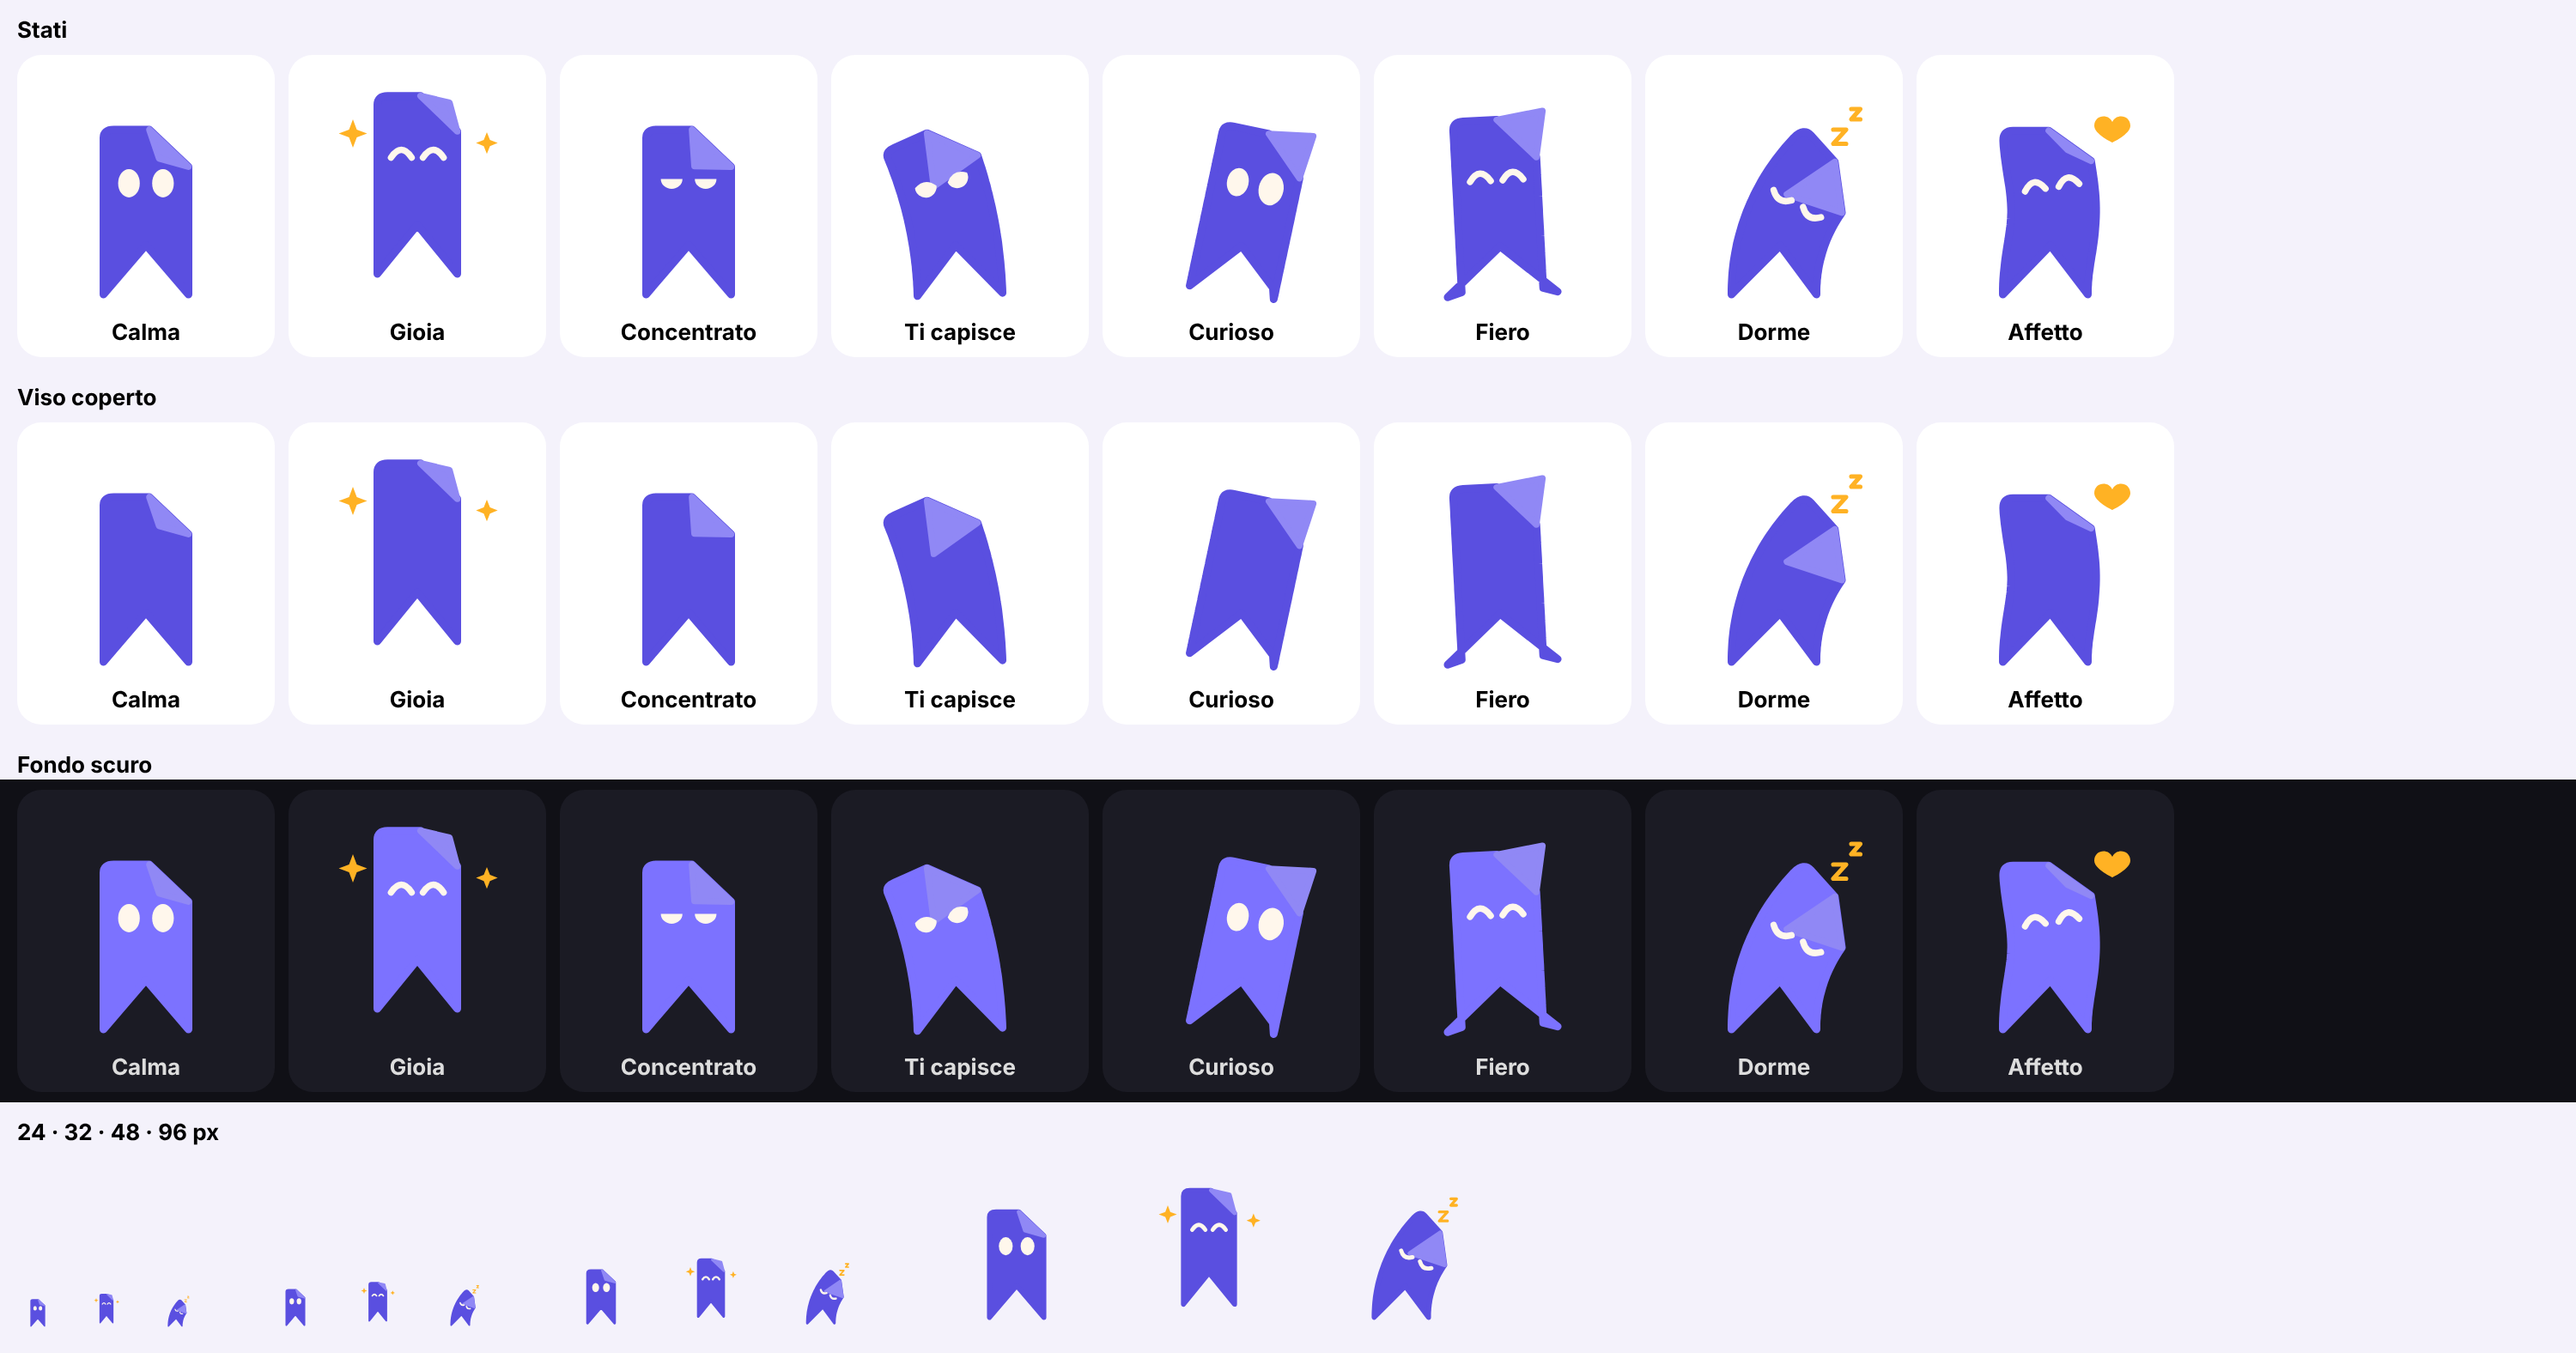 Stati
z
z
Calma
Gioia
Concentrato
Ti capisce
Curioso
Fiero
Dorme
Affetto
Viso coperto
z
z
Calma
Gioia
Concentrato
Ti capisce
Curioso
Fiero
Dorme
Affetto
Fondo scuro
z
z
Calma
Gioia
Concentrato
Ti capisce
Curioso
Fiero
Dorme
Affetto
24 · 32 · 48 · 96 px
z
z
z
z
z
z
z
z